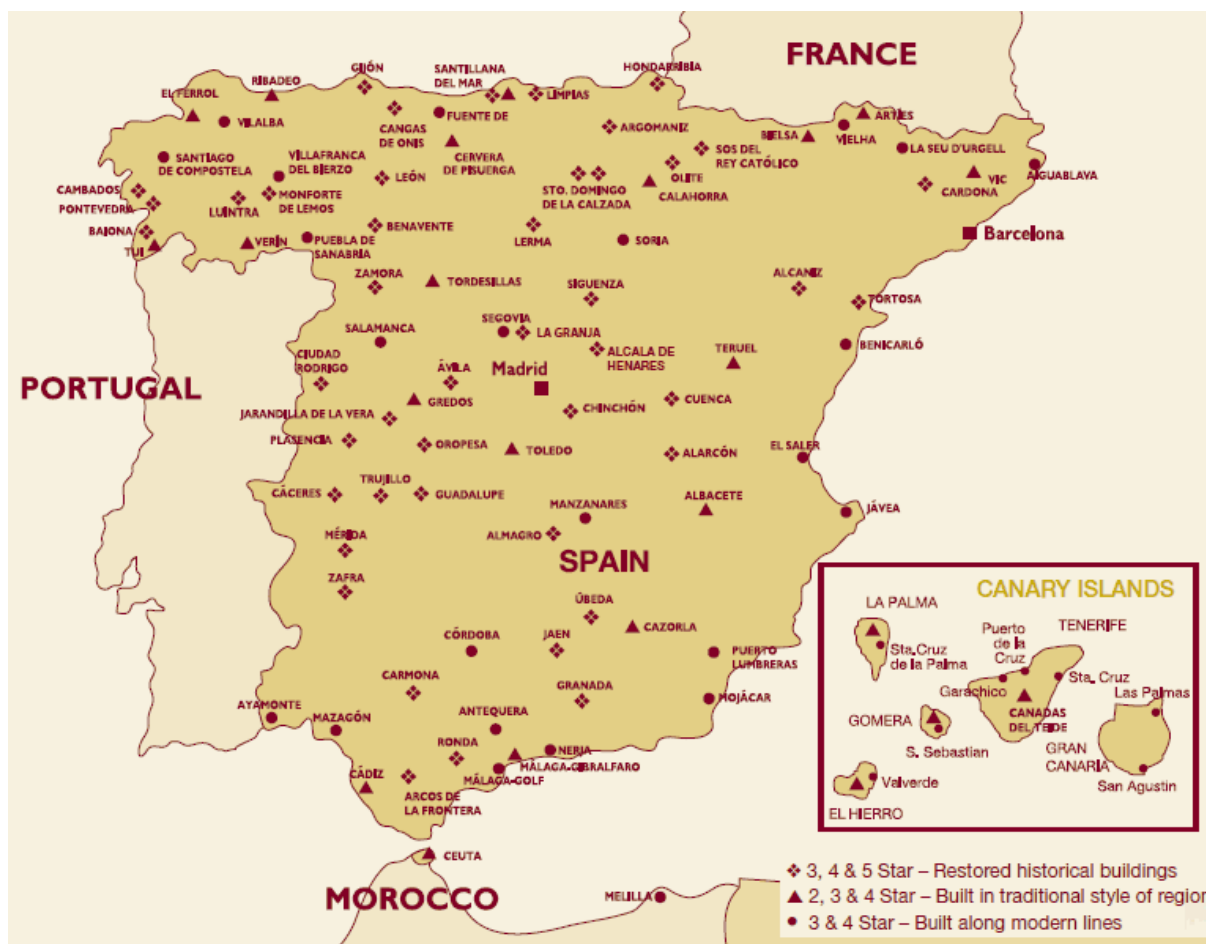 FRANCE
GIJÓN
SANTILLANA
DEL MAR
HONDARRIBIA
RIBADEO
EL FERROL
LIMPIAS
VILALBA
FUENTE DE
CANGAS
DE ONIS
ARGOMANIZ
BIELSA
ARTIES
VIELHA
LA SEU D'URGELL
SANTIAGO
DE COMPOSTELA
VILLAFRANCA
DEL BIERZO
CERVERA
DE PISUERGA
SOS DEL
REY CATÓLICO
OLITE
CAMBADOS
PONTEVEDRA
LUINTRA
MONFORTE
DE LEMOS
LEÓN
STO. DOMINGO
DE LA CALZADA
CALAHORRA
CARDONA
VIC
AIGUABLAVA
BAIONA
TUI
VERÍN
PUEBLA DE
SANABRIA
BENAVENTE
LERMA
SORIA
Barcelona
ZAMORA
TORDESILLAS
SIGUENZA
ALCANIZ
TORTOSA
SALAMANCA
SEGOVIA
LA GRANJA
ALCALA DE
HENARES
TERUEL
BENICARLÓ
CIUDAD
RODRIGO
ÁVILA
Madrid
PORTUGAL
GREDOS
CHINCHÓN
CUENCA
JARANDILLA DE LA VERA
PLASENCIA
OROPESA
TOLEDO
ALARCÓN
EL SALER
CÁCERES
TRUJILLO
GUADALUPE
MANZANARES
ALBACETE
JÁVEA
MÉRIDA
ALMAGRO
SPAIN
ZAFRA
ÚBEDA
CAZORLA
CÓRDOBA
JAEN
PUERTO
LUMBRERAS
CARMONA
GRANADA
MOJÁCAR
AYAMONTE
MAZAGÓN
ANTEQUERA
RONDA
NERJA
MÁLAGA-GIBRALFARO
MÁLAGA-GOLF
CÁDIZ
ARCOS DE
LA FRONTERA
CEUTA
MOROCCO
MELILLA
CANARY ISLANDS
LA PALMA
Sta. Cruz
de la Palma
Puerto
de la
Cruz
TENERIFE
Sta. Cruz
Garachico
CANADAS
DEL TEIDE
Las Palmas
GOMERA
S. Sebastian
GRAN
CANARIA
San Agustin
Valverde
EL HIERRO
3, 4 & 5 Star – Restored historical buildings
2, 3 & 4 Star – Built in traditional style of region
3 & 4 Star – Built along modern lines